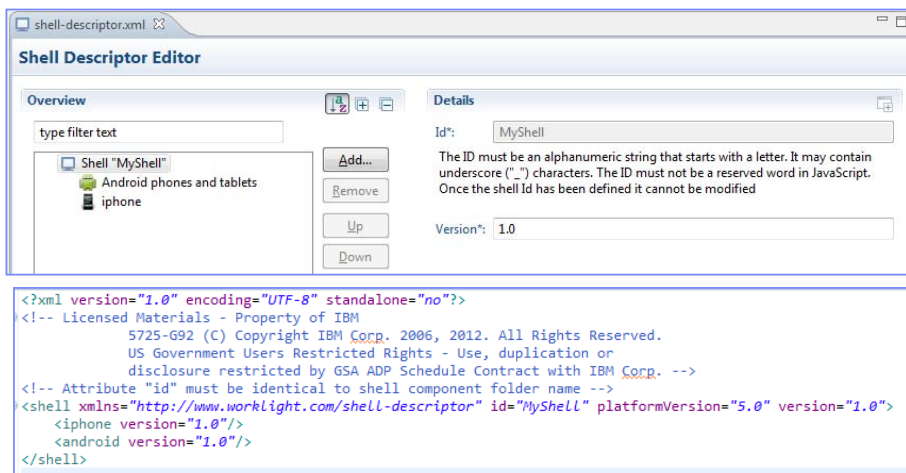 shell-descriptor.xml
Shell Descriptor Editor
Overview
type filter text
Shell "MyShell"
Android phones and tablets
iphone
Add...
Remove
Up
Down
Details
Id*:
MyShell
The ID must be an alphanumeric string that starts with a letter. It may contain
underscore ("_") characters. The ID must not be a reserved word in JavaScript.
Once the shell Id has been defined it cannot be modified
Version*:
1.0
<?xml version="1.0" encoding="UTF-8" standalone="no"?>
<!-- Licensed Materials - Property of IBM
5725-G92 (C) Copyright IBM Corp. 2006, 2012. All Rights Reserved.
US Government Users Restricted Rights - Use, duplication or
disclosure restricted by GSA ADP Schedule Contract with IBM Corp. -->
<!-- Attribute "id" must be identical to shell component folder name -->
<shell xmlns="http://www.worklight.com/shell-descriptor" id="MyShell" platformVersion="5.0" version="1.0">
<iphone version="1.0"/>
<android version="1.0"/>
</shell>